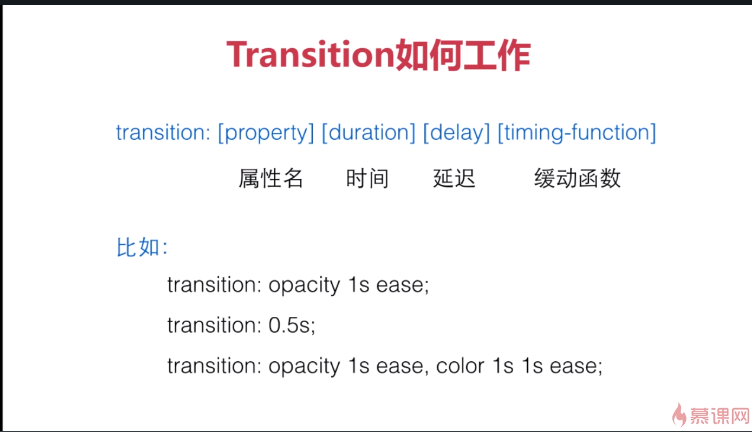 Transition如何工作
transition: [property] [duration] [delay] [timing-function]
属性名 时间 延迟 缓动函数
比如：
transition: opacity 1s ease;
transition: 0.5s;
transition: opacity 1s ease, color 1s 1s ease;
慕课网